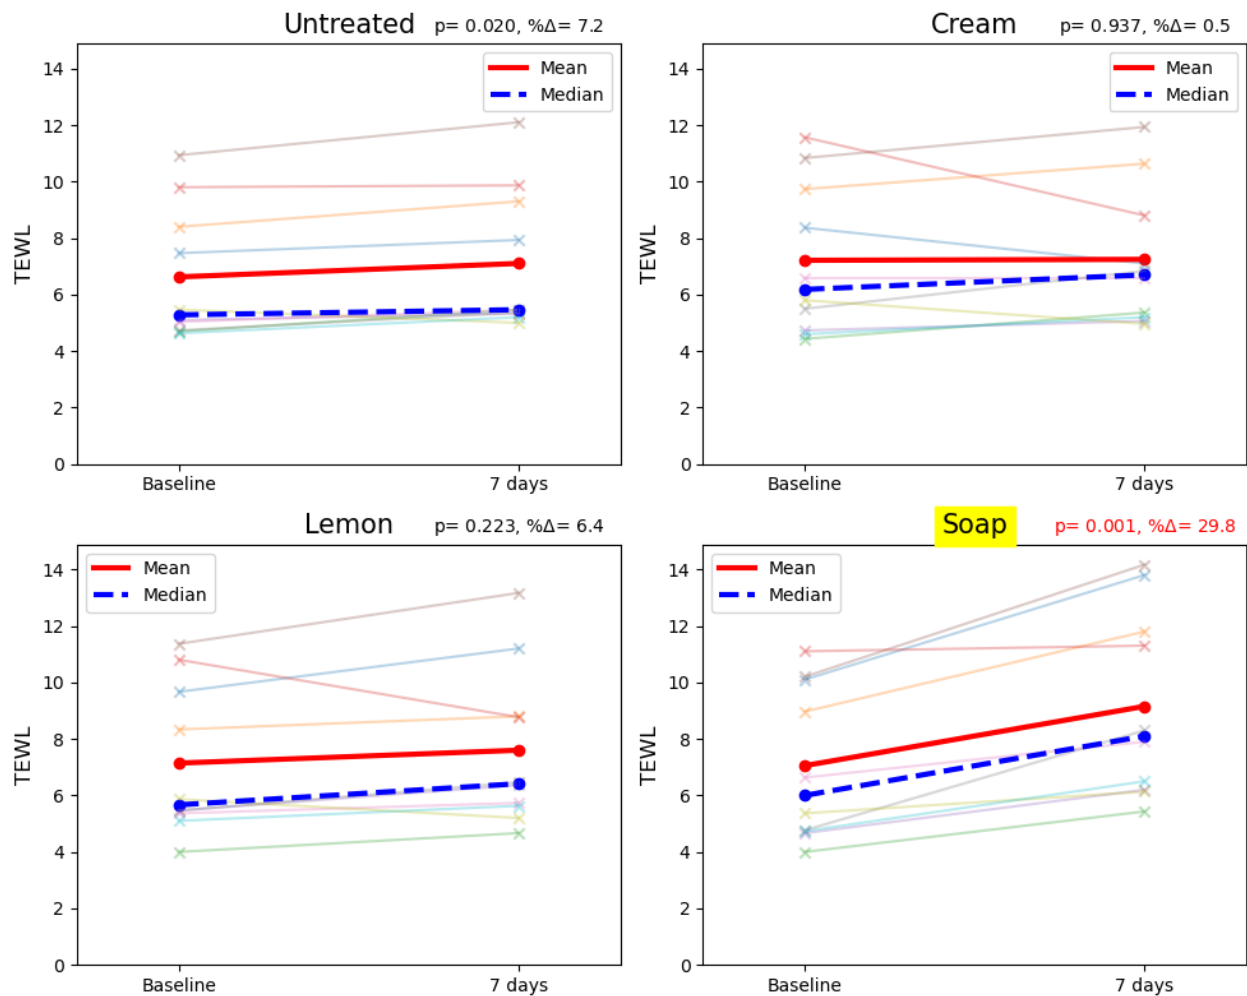 Untreated p= 0.020, %Δ= 7.2
TEWL
14
12
10
8
6
4
2
0
Mean
Median
Baseline 7 days
Cream p= 0.937, %Δ= 0.5
TEWL
14
12
10
8
6
4
2
0
Mean
Median
Baseline 7 days
Lemon p= 0.223, %Δ= 6.4
TEWL
14
12
10
8
6
4
2
0
Mean
Median
Baseline 7 days
Soap p= 0.001, %Δ= 29.8
TEWL
14
12
10
8
6
4
2
0
Mean
Median
Baseline 7 days